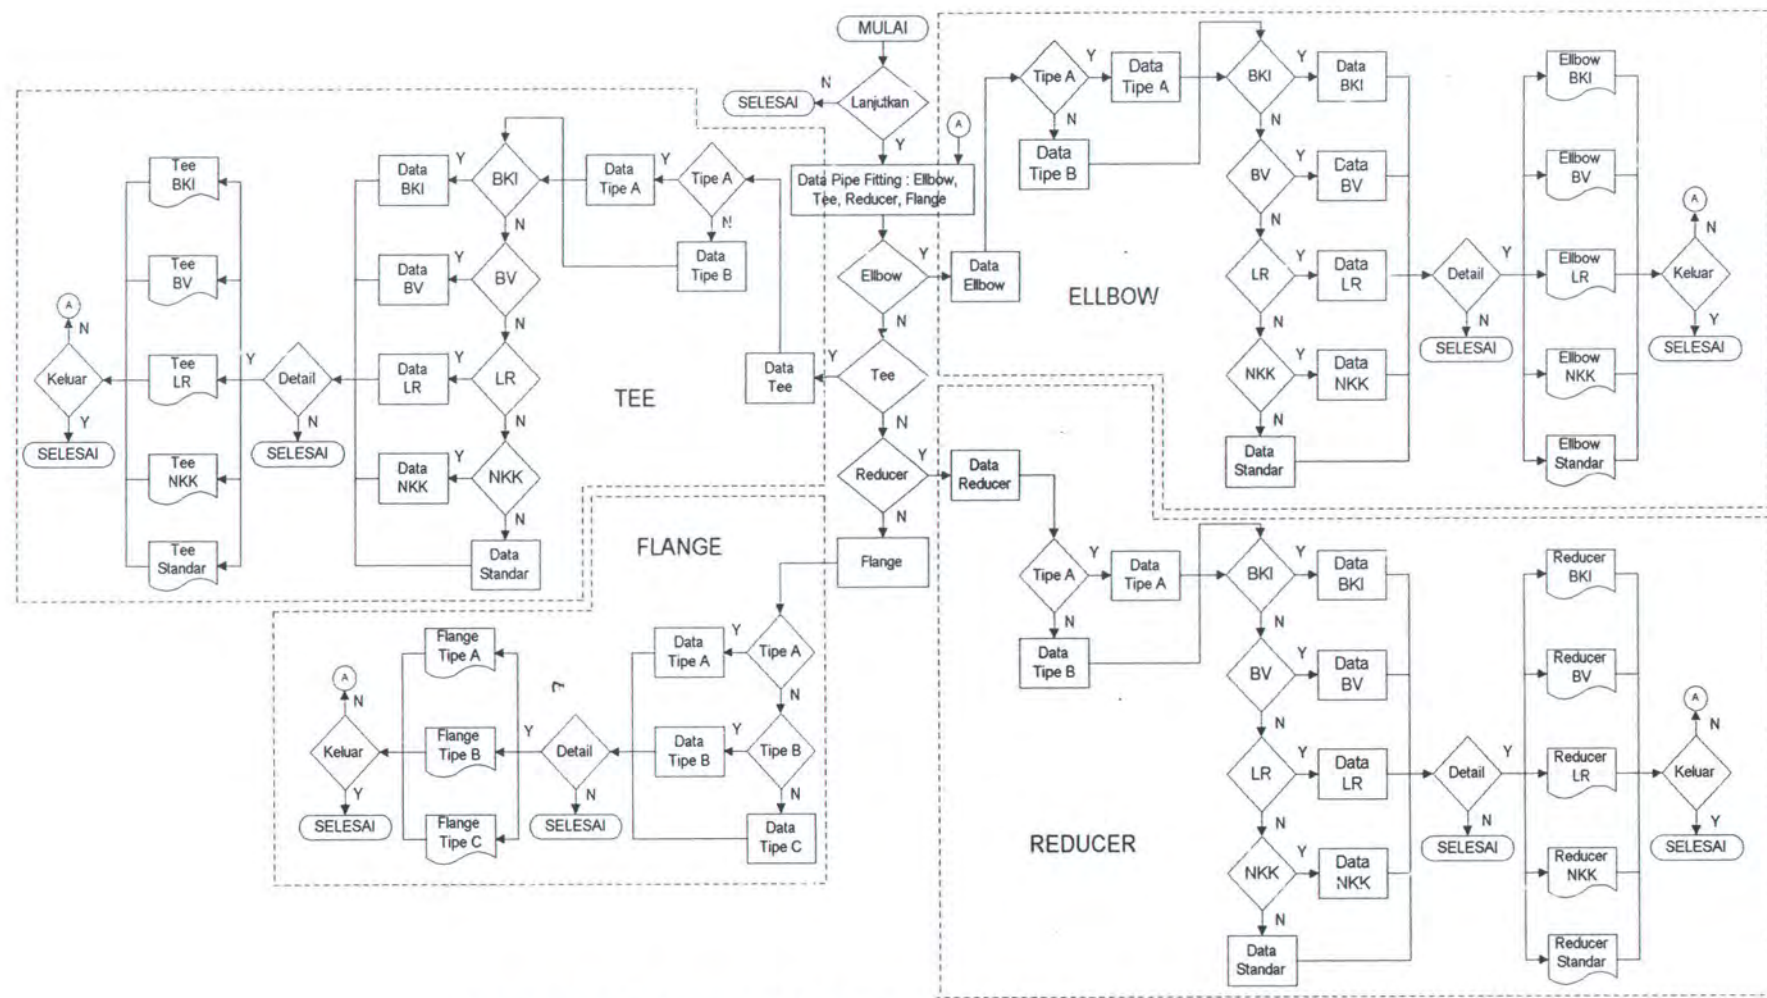 MULAI
Lanjutkan
N
SELESAI
Y
A
Data Pipe Fitting : Ellbow,
Tee, Reducer, Flange
Ellbow
Y
N
Tee
Y
N
Reducer
Y
N
Flange
Data
Ellbow
Tipe A
Y
N
Data
Tipe A
Data
Tipe B
BKI
Y
N
Data
BKI
BV
Y
N
Data
BV
LR
Y
N
Data
LR
NKK
Y
N
Data
NKK
Data
Standar
Detail
Y
N
SELESAI
Ellbow
BKI
Ellbow
BV
Ellbow
LR
Ellbow
NKK
Ellbow
Standar
A
N
Keluar
Y
SELESAI
ELLBOW
Data
Tee
Tipe A
Y
N
Data
Tipe A
Data
Tipe B
BKI
Y
N
Data
BKI
BV
Y
N
Data
BV
LR
Y
N
Data
LR
NKK
Y
N
Data
NKK
Data
Standar
Detail
Y
N
SELESAI
Tee
BKI
Tee
BV
Tee
LR
Tee
NKK
Tee
Standar
A
N
Keluar
Y
SELESAI
TEE
FLANGE
Tipe A
Y
N
Data
Tipe A
Tipe B
Y
N
Data
Tipe B
Data
Tipe C
Detail
Y
N
SELESAI
Flange
Tipe A
Flange
Tipe B
Flange
Tipe C
A
N
Keluar
Y
SELESAI
Data
Reducer
Tipe A
Y
N
Data
Tipe A
Data
Tipe B
BKI
Y
N
Data
BKI
BV
Y
N
Data
BV
LR
Y
N
Data
LR
NKK
Y
N
Data
NKK
Data
Standar
Detail
Y
N
SELESAI
Reducer
BKI
Reducer
BV
Reducer
LR
Reducer
NKK
Reducer
Standar
A
N
Keluar
Y
SELESAI
REDUCER